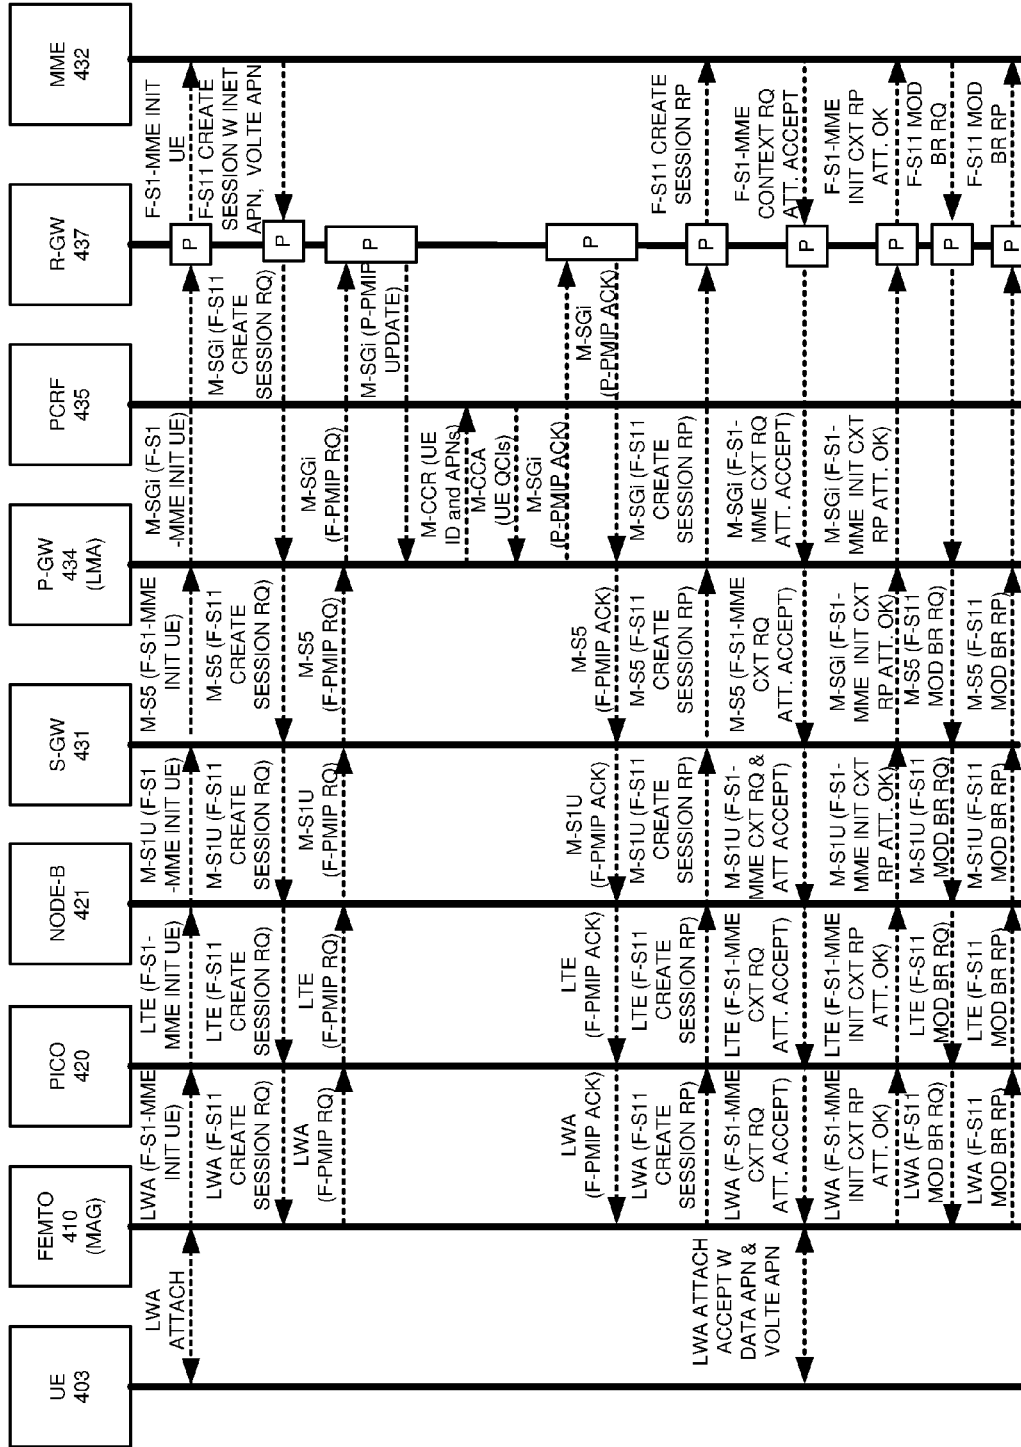 UE
403
FEMTO
410
(MAG)
PICO
420
NODE-B
421
S-GW
431
P-GW
434
(LMA)
PCRF
435
R-GW
437
MME
432
LWA
ATTACH
LWA (F-S1-MME
INIT UE)
LTE (F-S1-
MME INIT UE)
M-S1U (F-S1
-MME INIT UE)
M-S5 (F-S1-MME
INIT UE)
M-SGi (F-S1
-MME INIT UE)
P
F-S1-MME INIT
UE
LWA (F-S11
CREATE
SESSION RQ)
LTE (F-S11
CREATE
SESSION RQ)
M-S1U (F-S11
CREATE
SESSION RQ)
M-S5 (F-S11
CREATE
SESSION RQ)
M-SGi (F-S11
CREATE
SESSION RQ)
P
F-S11 CREATE
SESSION W INET
APN, VOLTE APN
LWA
(F-PMIP RQ)
LTE
(F-PMIP RQ)
M-S1U
(F-PMIP RQ)
M-S5
(F-PMIP RQ)
M-SGi
(F-PMIP RQ)
P
M-SGi (P-PMIP
UPDATE)
M-CCR (UE
ID and APNs)
M-CCA
(UE QCIs)
M-SGi
(P-PMIP ACK)
P
LWA
(F-PMIP ACK)
LTE
(F-PMIP ACK)
M-S1U
(F-PMIP ACK)
M-S5
(F-PMIP ACK)
M-SGi
(P-PMIP ACK)
LWA (F-S11
CREATE
SESSION RP)
LTE (F-S11
CREATE
SESSION RP)
M-S1U (F-S11
CREATE
SESSION RP)
M-S5 (F-S11
CREATE
SESSION RP)
M-SGi (F-S11
CREATE
SESSION RP)
P
F-S11 CREATE
SESSION RP
LWA ATTACH
ACCEPT W
DATA APN &
VOLTE APN
LWA (F-S1-MME
CXT RQ
ATT. ACCEPT)
LTE (F-S1-MME
CXT RQ
ATT. ACCEPT)
M-S1U (F-S1-
MME CXT RQ &
ATT ACCEPT)
M-S5 (F-S1-MME
CXT RQ
ATT. ACCEPT)
M-SGi (F-S1-
MME CXT RQ
ATT. ACCEPT)
P
F-S1-MME
CONTEXT RQ
ATT. ACCEPT
LWA (F-S1-MME
INIT CXT RP
ATT. OK)
LTE (F-S1-MME
INIT CXT RP
ATT. OK)
M-S1U (F-S1-
MME INIT CXT
RP ATT. OK)
M-SGi (F-S1-
MME INIT CXT
RP ATT. OK)
M-SGi (F-S1-
MME INIT CXT
RP ATT. OK)
P
F-S1-MME
INIT CXT RP
ATT. OK
LWA (F-S11
MOD BR RQ)
LTE (F-S11
MOD BR RQ)
M-S1U (F-S11
MOD BR RQ)
M-S5 (F-S11
MOD BR RQ)
P
F-S11 MOD
BR RQ
LWA (F-S11
MOD BR RP)
LTE (F-S11
MOD BR RP)
M-S1U (F-S11
MOD BR RP)
M-S5 (F-S11
MOD BR RP)
P
F-S11 MOD
BR RP